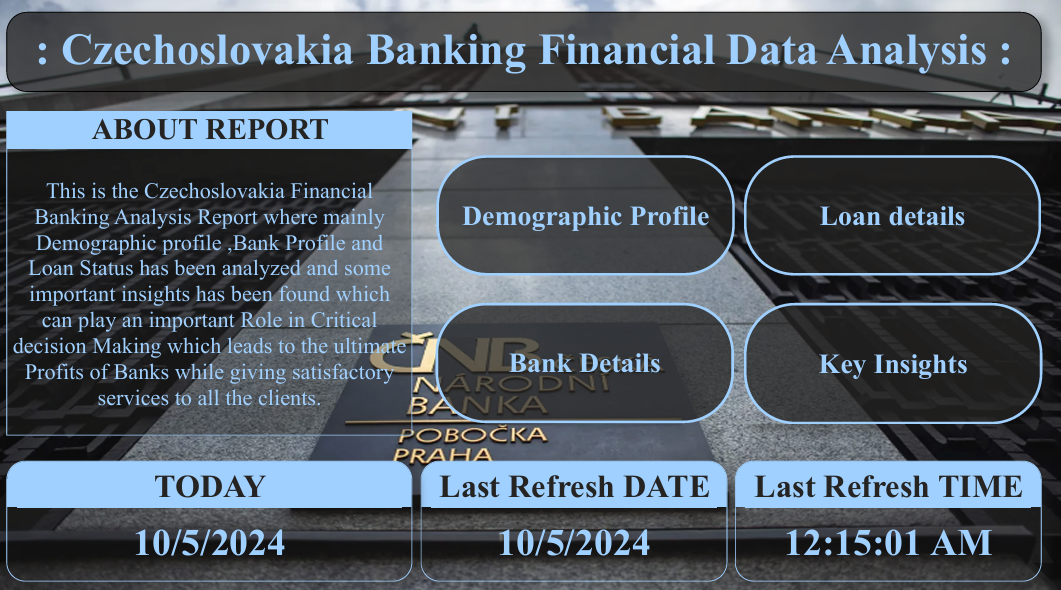 : Czechoslovakia Banking Financial Data Analysis :
ABOUT REPORT
This is the Czechoslovakia Financial
Banking Analysis Report where mainly
Demographic profile ,Bank Profile and
Loan Status has been analyzed and some
important insights has been found which
can play an important Role in Critical
decision Making which leads to the ultimate
Profits of Banks while giving satisfactory
services to all the clients.
Demographic Profile
Loan details
Bank Details
Key Insights
ČNB
NÁRODNÍ
BANKA
POBOČKA
PRAHA
TODAY
10/5/2024
Last Refresh DATE
10/5/2024
Last Refresh TIME
12:15:01 AM